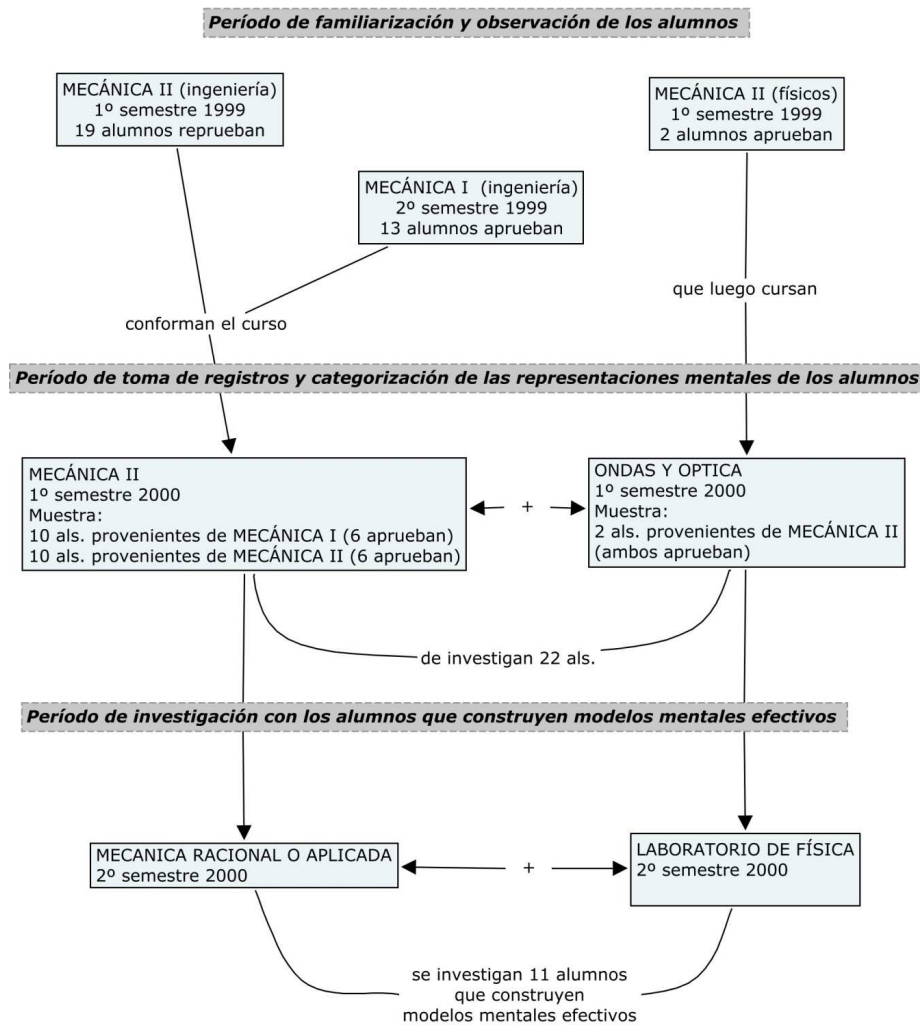 Período de familiarización y observación de los alumnos
MECÁNICA II (ingeniería)
1º semestre 1999
19 alumnos reprueban
MECÁNICA II (físicos)
1º semestre 1999
2 alumnos aprueban
MECÁNICA I (ingeniería)
2º semestre 1999
13 alumnos aprueban
que luego cursan
conforman el curso
Período de toma de registros y categorización de las representaciones mentales de los alumnos
MECÁNICA II
1º semestre 2000
Muestra:
10 als. provenientes de MECÁNICA I (6 aprueban)
10 als. provenientes de MECÁNICA II (6 aprueban)
+
ONDAS Y OPTICA
1º semestre 2000
Muestra:
2 als. provenientes de MECÁNICA II
(ambos aprueban)
de investigan 22 als.
Período de investigación con los alumnos que construyen modelos mentales efectivos
MECANICA RACIONAL O APLICADA
2º semestre 2000
+
LABORATORIO DE FÍSICA
2º semestre 2000
se investigan 11 alumnos
que construyen
modelos mentales efectivos